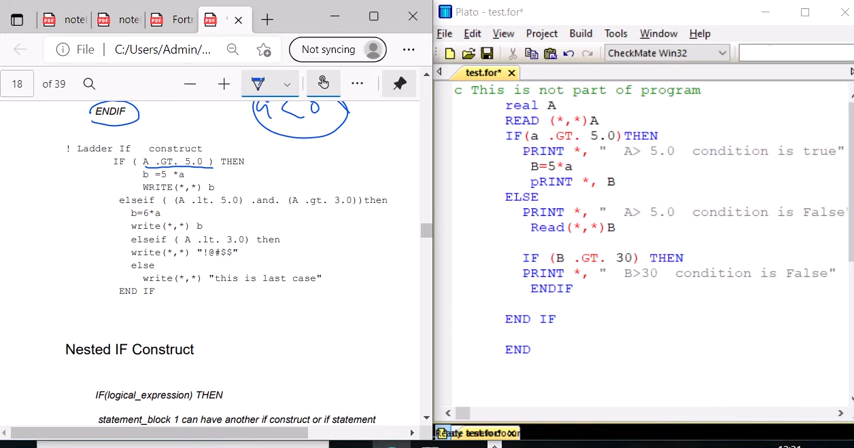 note
note
Fort
Plato - test.for*
File C:/Users/Admin/... Not syncing
File Edit View Project Build Tools Window Help
18 of 39
CheckMate Win32
test.for*
a < 0
ENDIF
! Ladder If construct
IF ( A .GT. 5.0 ) THEN
b =5 *a
WRITE(*,*) b
elseif ( (A .lt. 5.0) .and. (A .gt. 3.0))then
b=6*a
write(*,*) b
elseif ( A .lt. 3.0) then
write(*,*) "!@#$$"
else
write(*,*) "this is last case"
END IF
Nested IF Construct
IF(logical_expression) THEN
statement_block 1 can have another if construct or if statement
c This is not part of program
real A
READ (*,*)A
IF(a .GT. 5.0)THEN
PRINT *, " A> 5.0 condition is true"
B=5*a
pRINT *, B
ELSE
PRINT *, " A> 5.0 condition is False"
Read(*,*)B
IF (B .GT. 30) THEN
PRINT *, " B>30 condition is False"
ENDIF
END IF
END